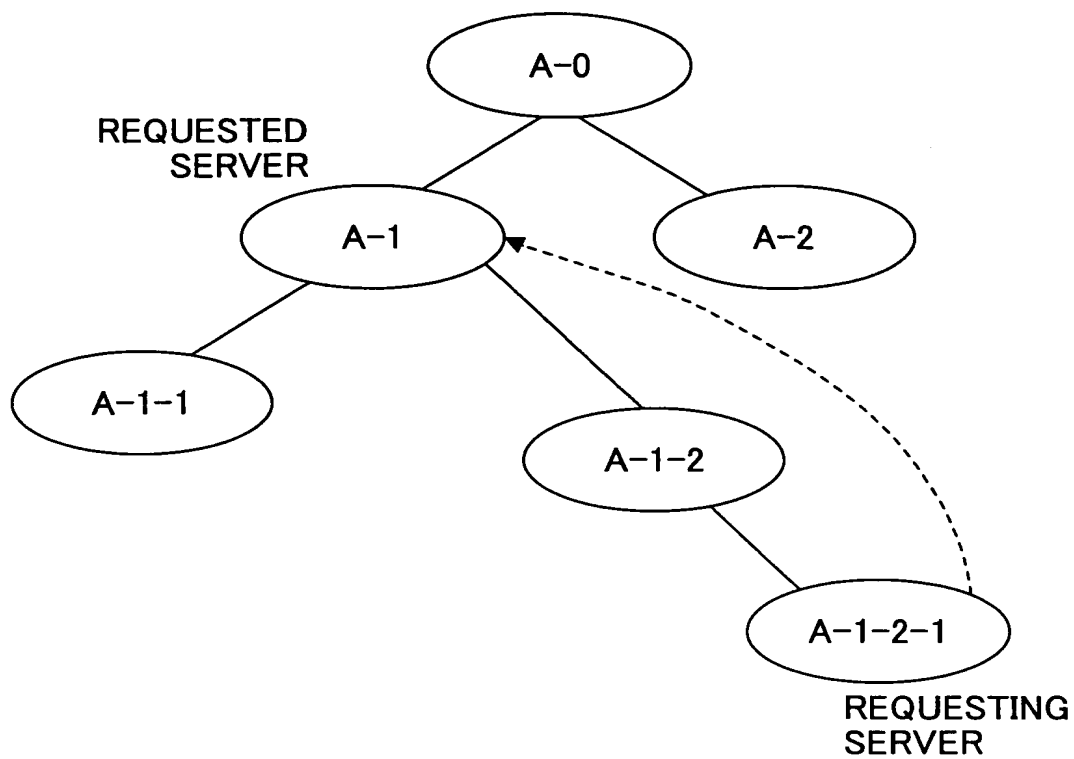 A-0
REQUESTED
SERVER
A-1
A-2
A-1-1
A-1-2
A-1-2-1
REQUESTING
SERVER